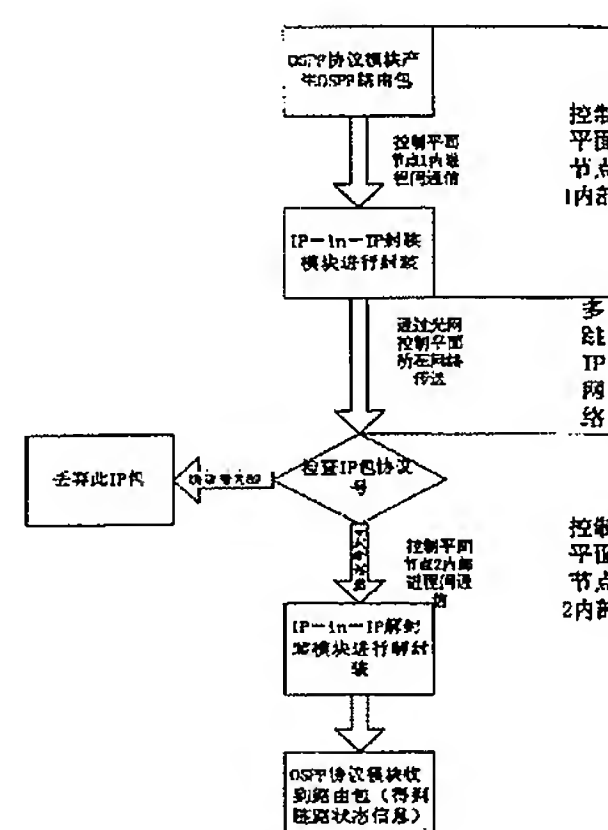 OSPF协议模块产
生OSPF路由包
控制平面
节点1内进
程间通信
控制
平面
节点
1内部
IP-in-IP封装
模块进行封装
通过光网
控制平面
所在网络
传送
多
跳
IP
网
络
检查IP包协议
号
丢弃此IP包
控制平面
节点2内部
进程间通
信
控制
平面
节点
2内部
IP-in-IP解封
装模块进行解封
装
OSPF协议模块收
到路由包（得到
链路状态信息）